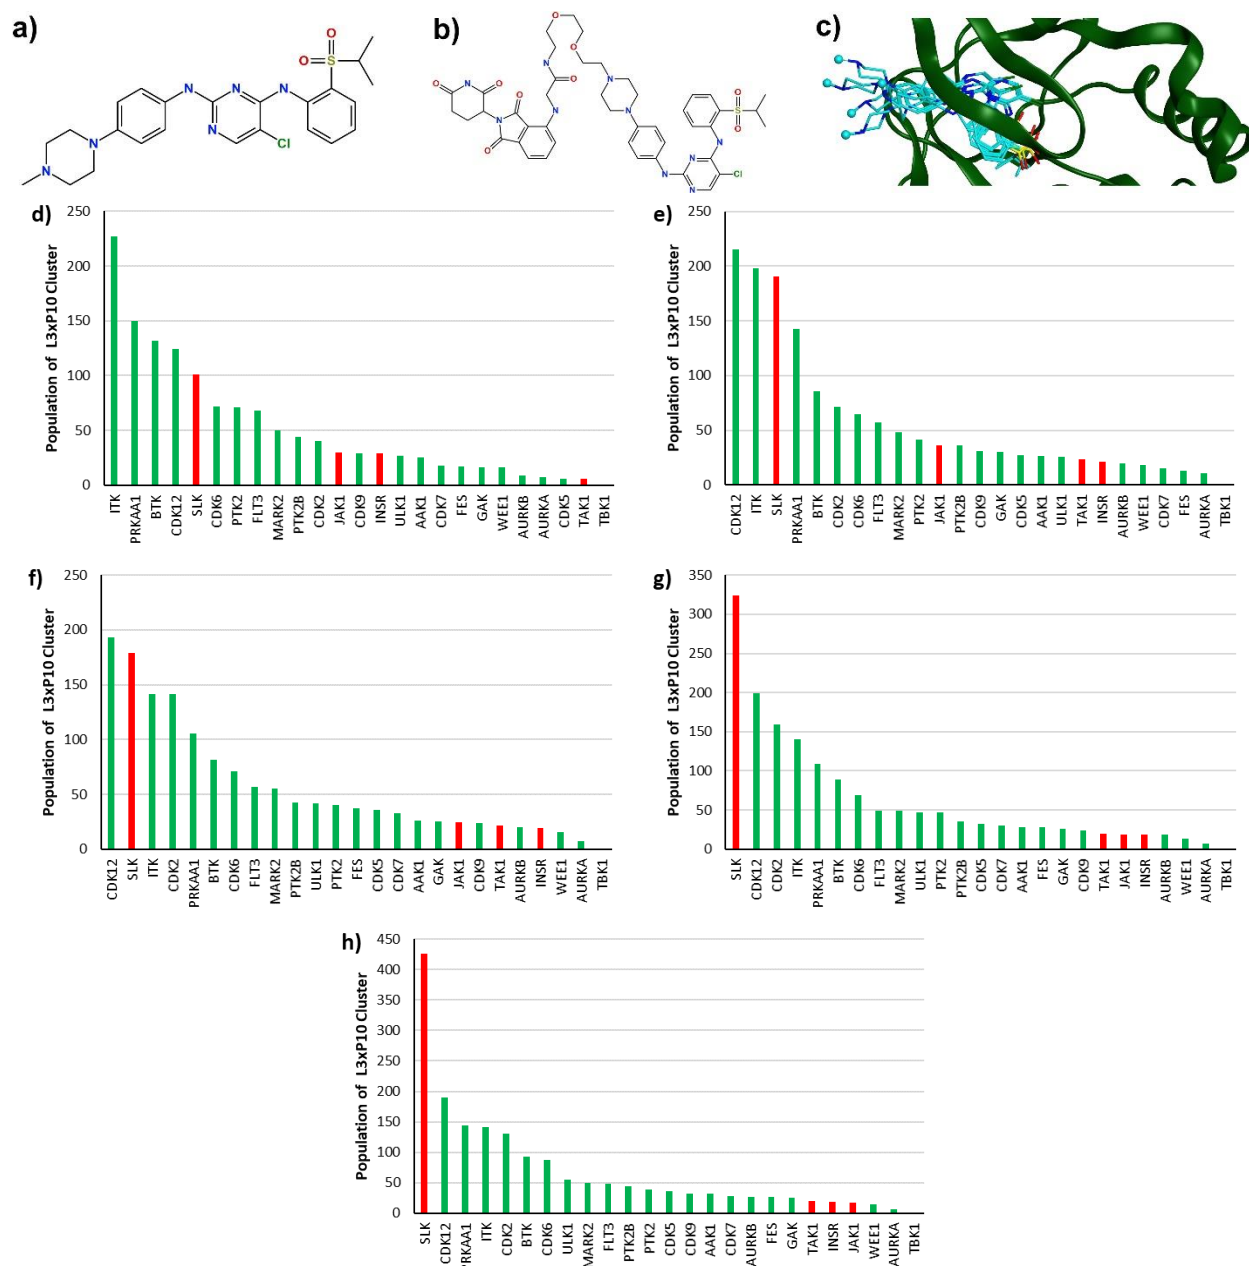 a)
O
O
S
N
N
N
N
N
N
Cl
b)
O
O
N
O
N
O
O
N
O
N
N
O
N
N
S
O
O
N
N
N
N
Cl
c)
d)
Population of L3xP10 Cluster
250
200
150
100
50
0
ITK
PRKAA1
BTK
CDK12
SLK
CDK6
PTK2
FLT3
MARK2
PTK2B
CDK2
JAK1
CDK9
INSR
ULK1
AAK1
CDK7
FES
GAK
WEE1
AURKB
AURKA
CDK5
TAK1
TBK1
e)
Population of L3xP10 Cluster
250
200
150
100
50
0
CDK12
ITK
SLK
PRKAA1
BTK
CDK2
CDK6
FLT3
MARK2
PTK2
JAK1
PTK2B
CDK9
GAK
CDK5
AAK1
ULK1
TAK1
INSR
AURKB
WEE1
CDK7
FES
AURKA
TBK1
f)
Population of L3xP10 Cluster
250
200
150
100
50
0
CDK12
SLK
ITK
CDK2
PRKAA1
BTK
CDK6
FLT3
MARK2
PTK2B
ULK1
PTK2
FES
CDK5
CDK7
AAK1
GAK
JAK1
CDK9
TAK1
AURKB
INSR
WEE1
AURKA
TBK1
g)
Population of L3xP10 Cluster
350
300
250
200
150
100
50
0
SLK
CDK12
CDK2
ITK
PRKAA1
BTK
CDK6
FLT3
MARK2
ULK1
PTK2
PTK2B
CDK5
CDK7
AAK1
FES
GAK
CDK9
TAK1
JAK1
INSR
AURKB
WEE1
AURKA
TBK1
h)
Population of L3xP10 Cluster
450
400
350
300
250
200
150
100
50
0
SLK
CDK12
PRKAA1
ITK
CDK2
BTK
CDK6
ULK1
MARK2
FLT3
PTK2B
PTK2
CDK5
CDK9
AAK1
CDK7
AURKB
FES
GAK
TAK1
INSR
JAK1
WEE1
AURKA
TBK1